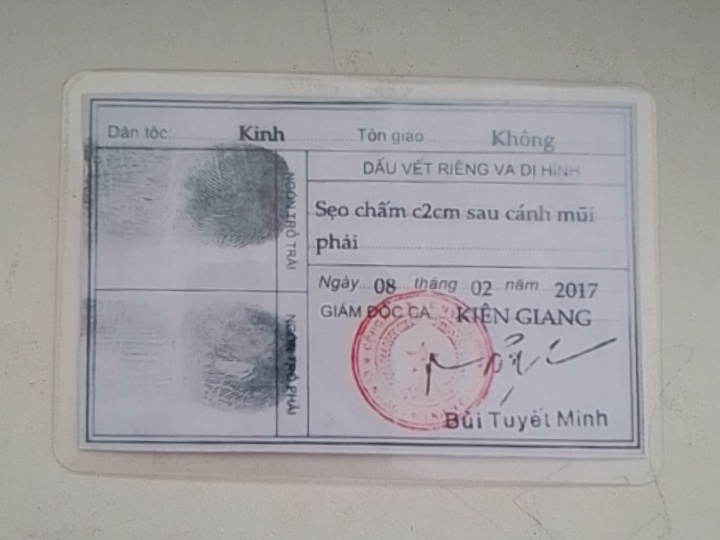 Dân tộc: Kinh Tôn giáo: Không
NGÓN TRỎ TRÁI
DẤU VẾT RIÊNG VÀ DỊ HÌNH
Sẹo chấm c2cm sau cánh mũi
phải
NGÓN TRỎ PHẢI
Ngày 08 tháng 02 năm 2017
GIÁM ĐỐC CA KIÊN GIANG
Bùi Tuyết Minh